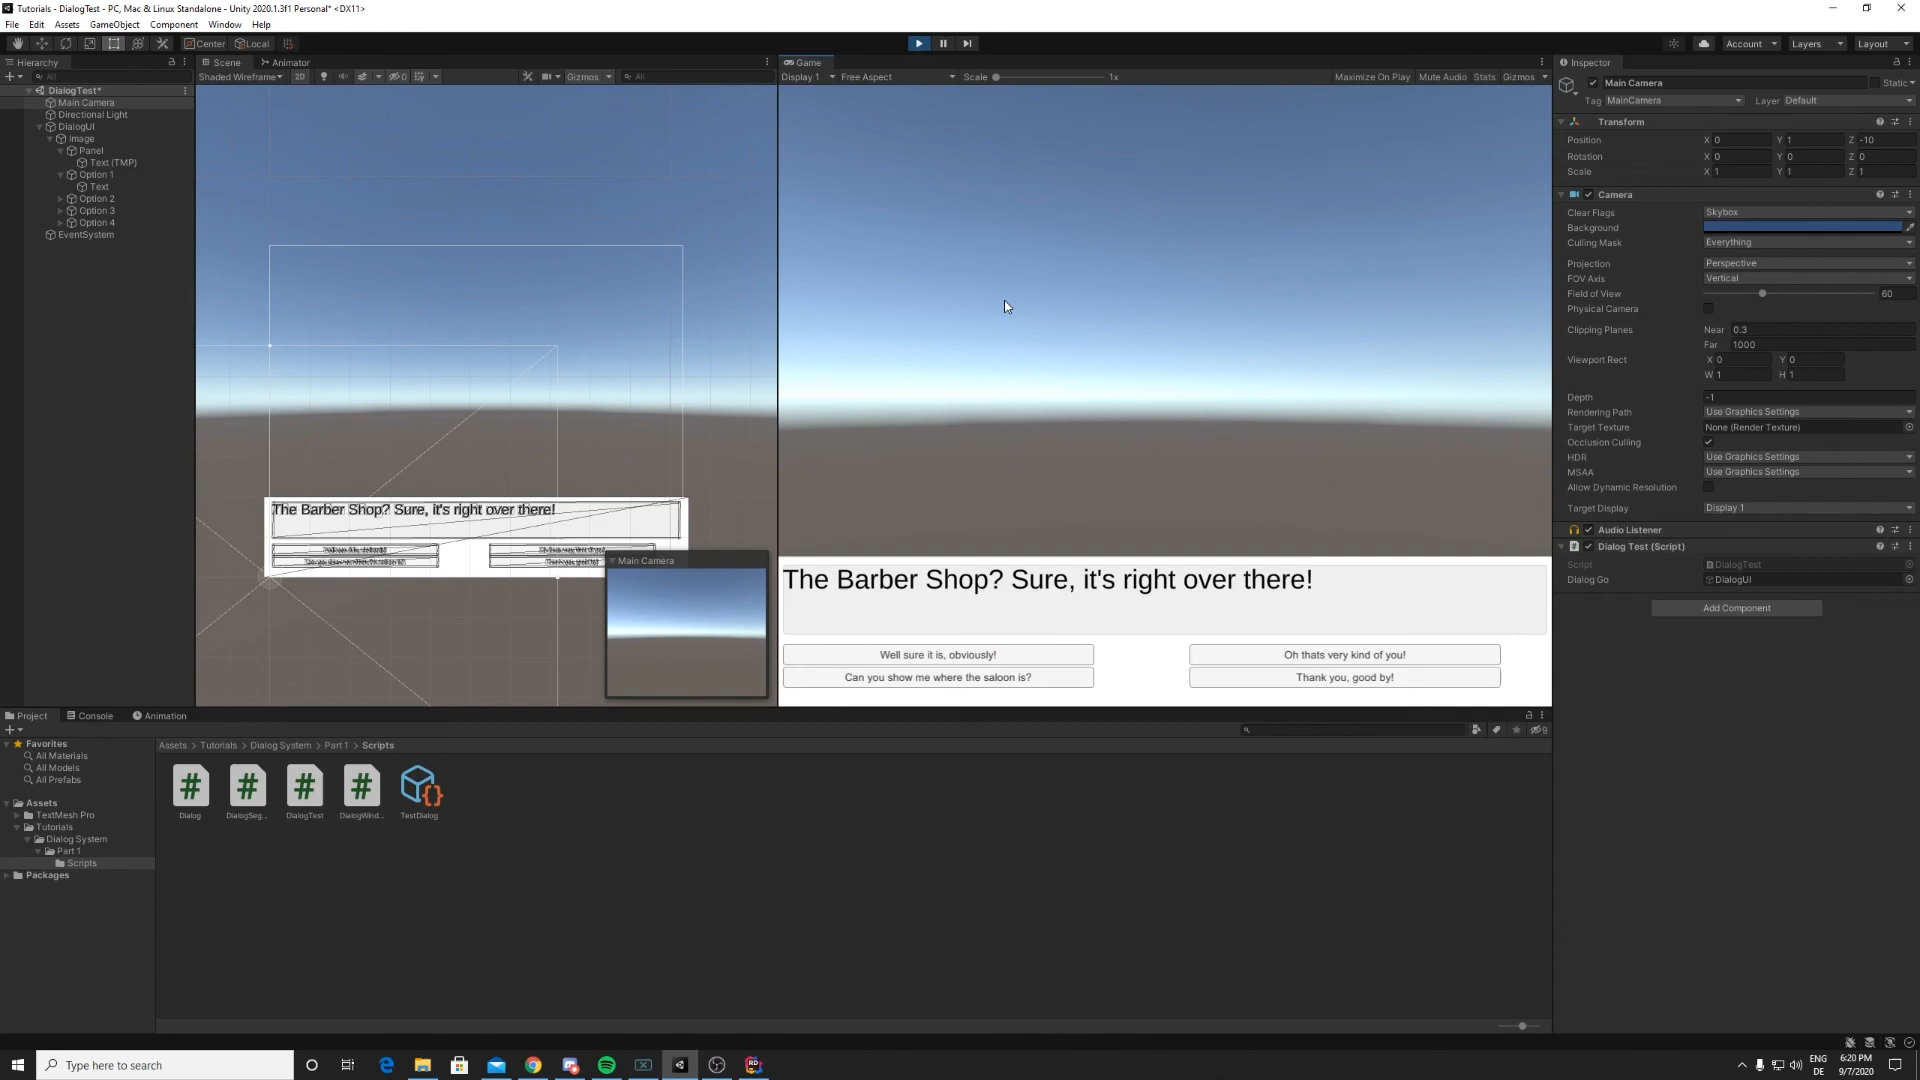 Tutorials - DialogTest - PC, Mac & Linux Standalone - Unity 2020.1.3f1 Personal* <DX11>
File Edit Assets GameObject Component Window Help
Center Local
Account Layers Layout
Hierarchy
All
DialogTest*
Main Camera
Directional Light
DialogUI
Image
Panel
Text (TMP)
Option 1
Text
Option 2
Option 3
Option 4
EventSystem
Scene Animator
Shaded Wireframe 2D 0 Gizmos All
The Barber Shop? Sure, it's right over there!
Main Camera
Game
Display 1 Free Aspect Scale 1x Maximize On Play Mute Audio Stats Gizmos
The Barber Shop? Sure, it's right over there!
Well sure it is, obviously! Oh thats very kind of you!
Can you show me where the saloon is? Thank you, good by!
Inspector
Main Camera Static
Tag MainCamera Layer Default
Transform
Position X 0 Y 1 Z -10
Rotation X 0 Y 0 Z 0
Scale X 1 Y 1 Z 1
Camera
Clear Flags Skybox
Background
Culling Mask Everything
Projection Perspective
FOV Axis Vertical
Field of View 60
Physical Camera
Clipping Planes Near 0.3
Far 1000
Viewport Rect X 0 Y 0
W 1 H 1
Depth -1
Rendering Path Use Graphics Settings
Target Texture None (Render Texture)
Occlusion Culling
HDR Use Graphics Settings
MSAA Use Graphics Settings
Allow Dynamic Resolution
Target Display Display 1
Audio Listener
Dialog Test (Script)
Script DialogTest
Dialog Go DialogUI
Add Component
Project Console Animation
9
Favorites
All Materials
All Models
All Prefabs
Assets
TextMesh Pro
Tutorials
Dialog System
Part 1
Scripts
Packages
Assets > Tutorials > Dialog System > Part 1 > Scripts
Dialog DialogSeg... DialogTest DialogWind... TestDialog
Type here to search
ENG 6:20 PM
DE 9/7/2020